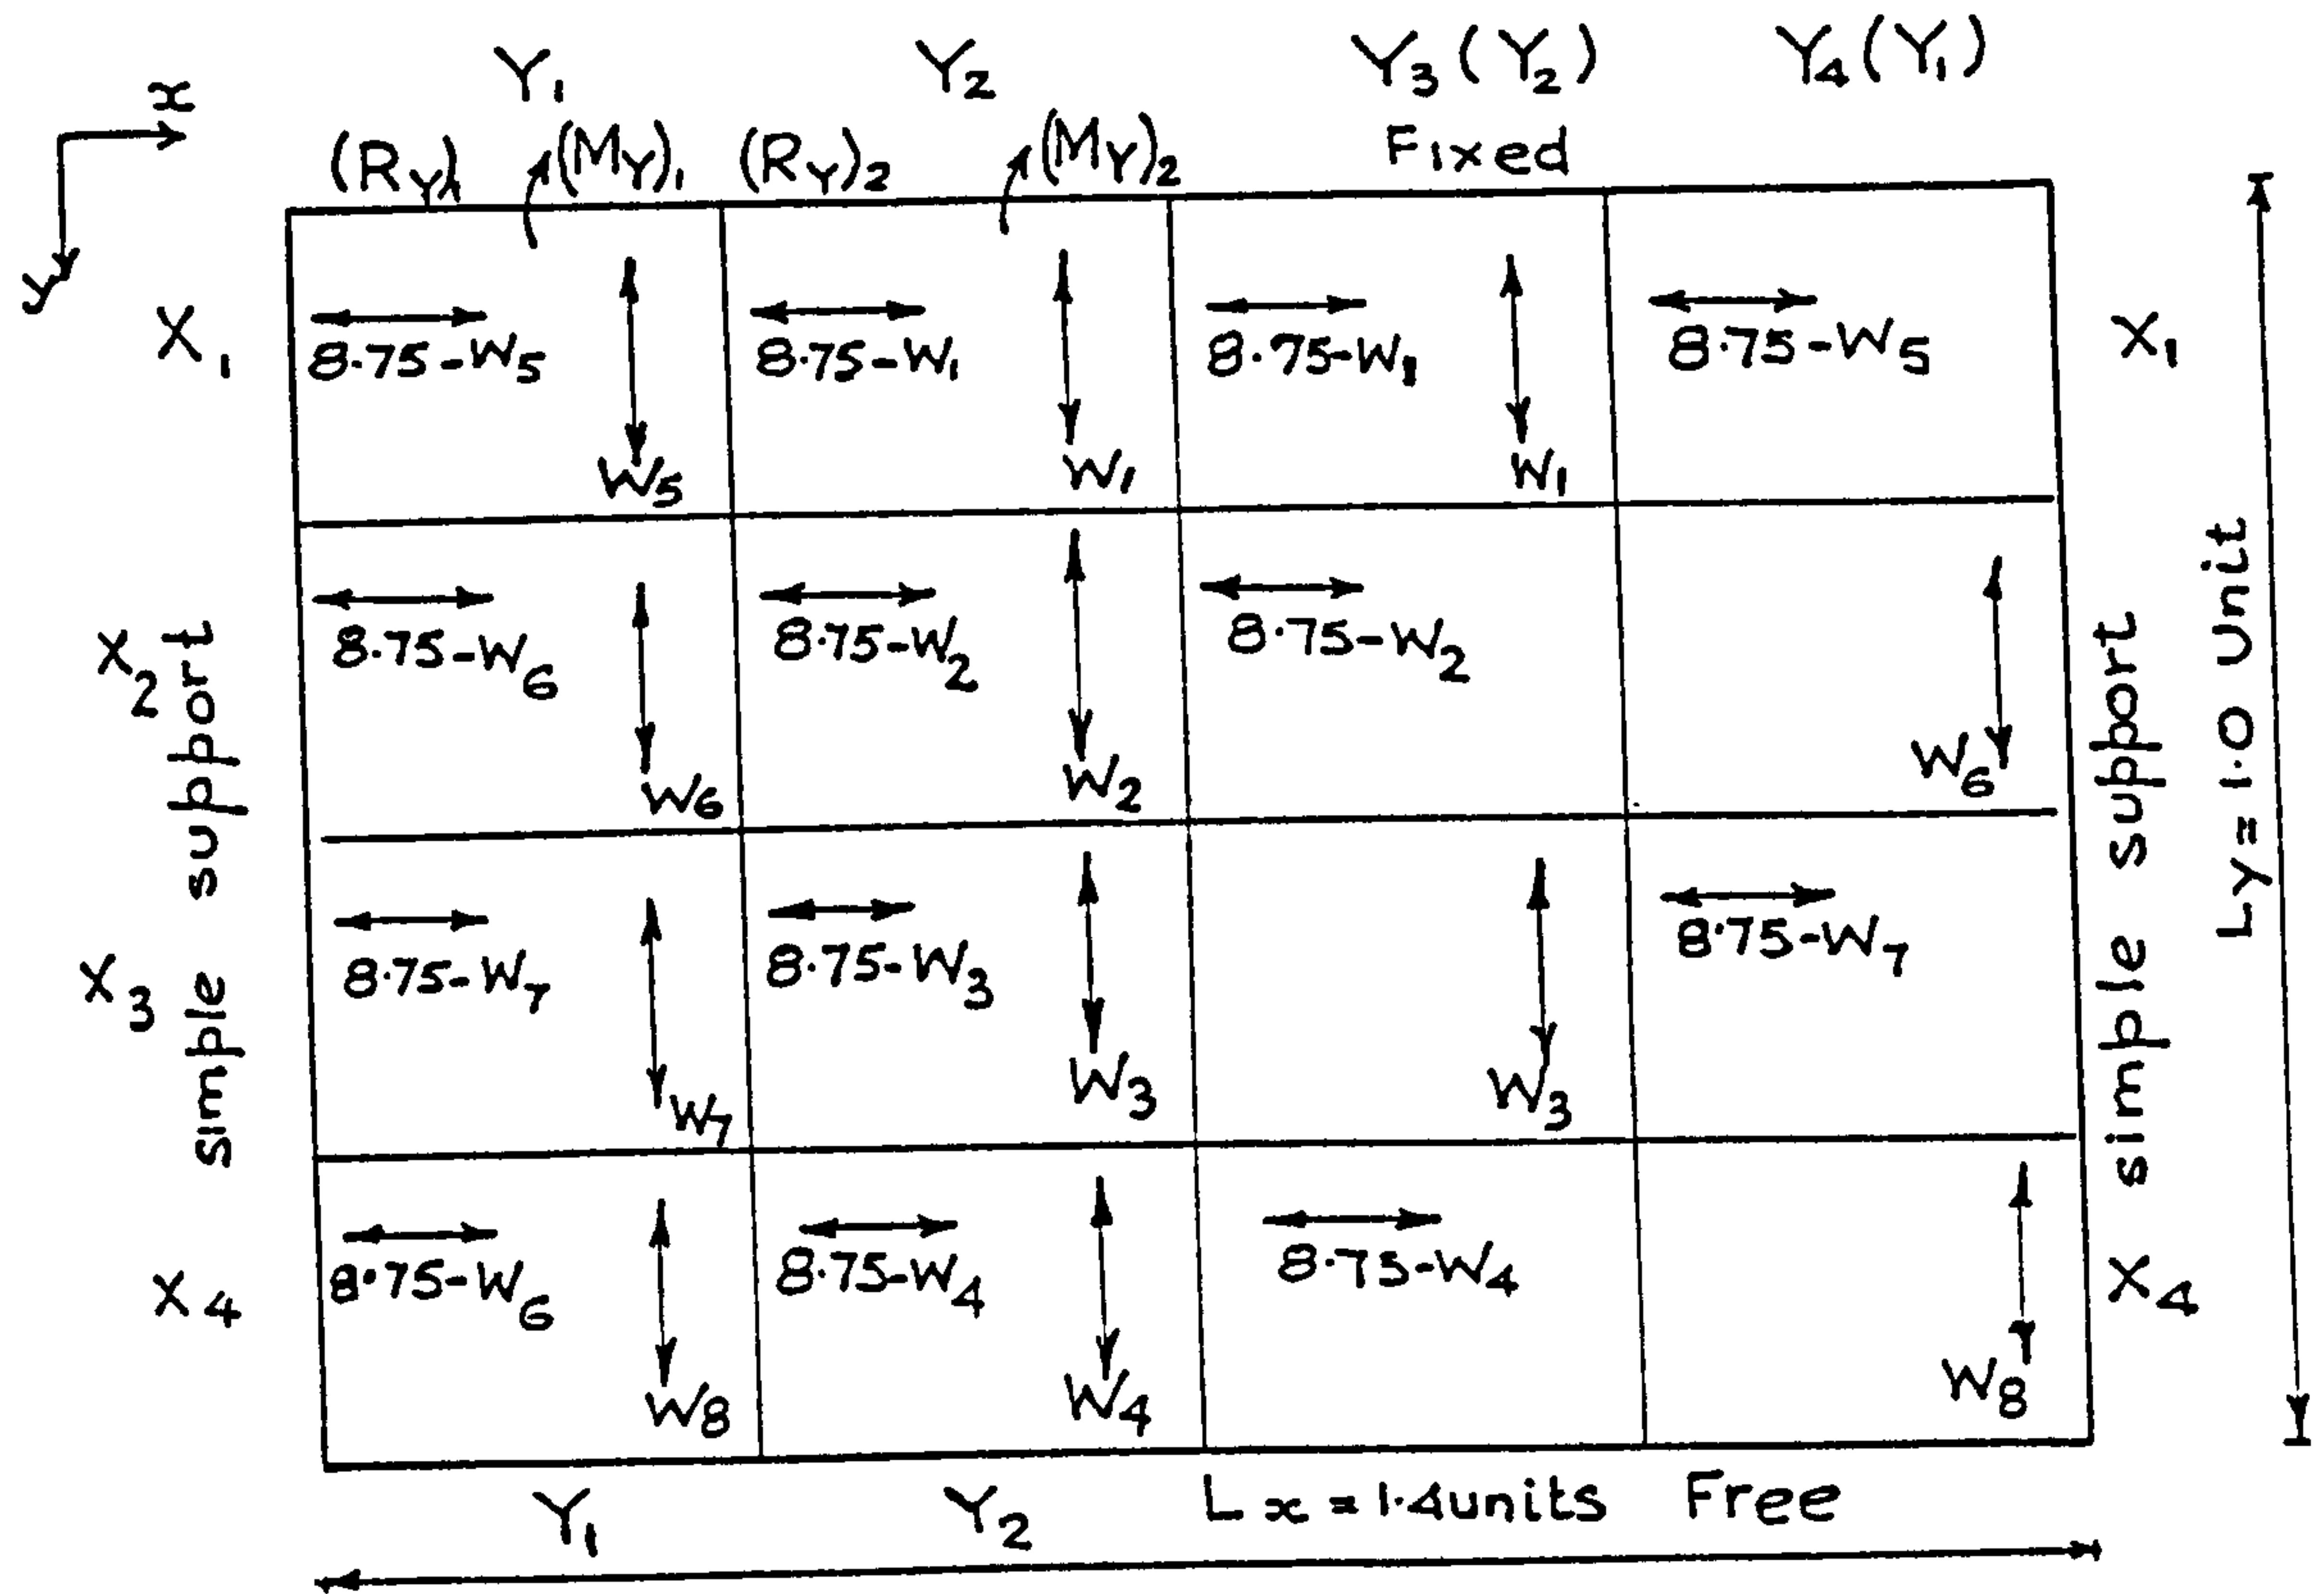 Y1 Y2 Y3 (Y2) Y4 (Y1)
x
(RY)1 (MY)1 (RY)2 (MY)2 Fixed
y
X1 8.75-W5 8.75-W1 8.75-W1 8.75-W5 X1
W5 W1 W1
X2 8.75-W6 8.75-W2 8.75-W2
W6 W2 W6
X3 8.75-W7 8.75-W3 8.75-W7
W7 W3 W3
X4 8.75-W6 8.75-W4 8.75-W4 X4
W8 W4 W8
simple support
simple support
Ly = 1.0 Unit
Y1 Y2 Lx = 1.4units Free